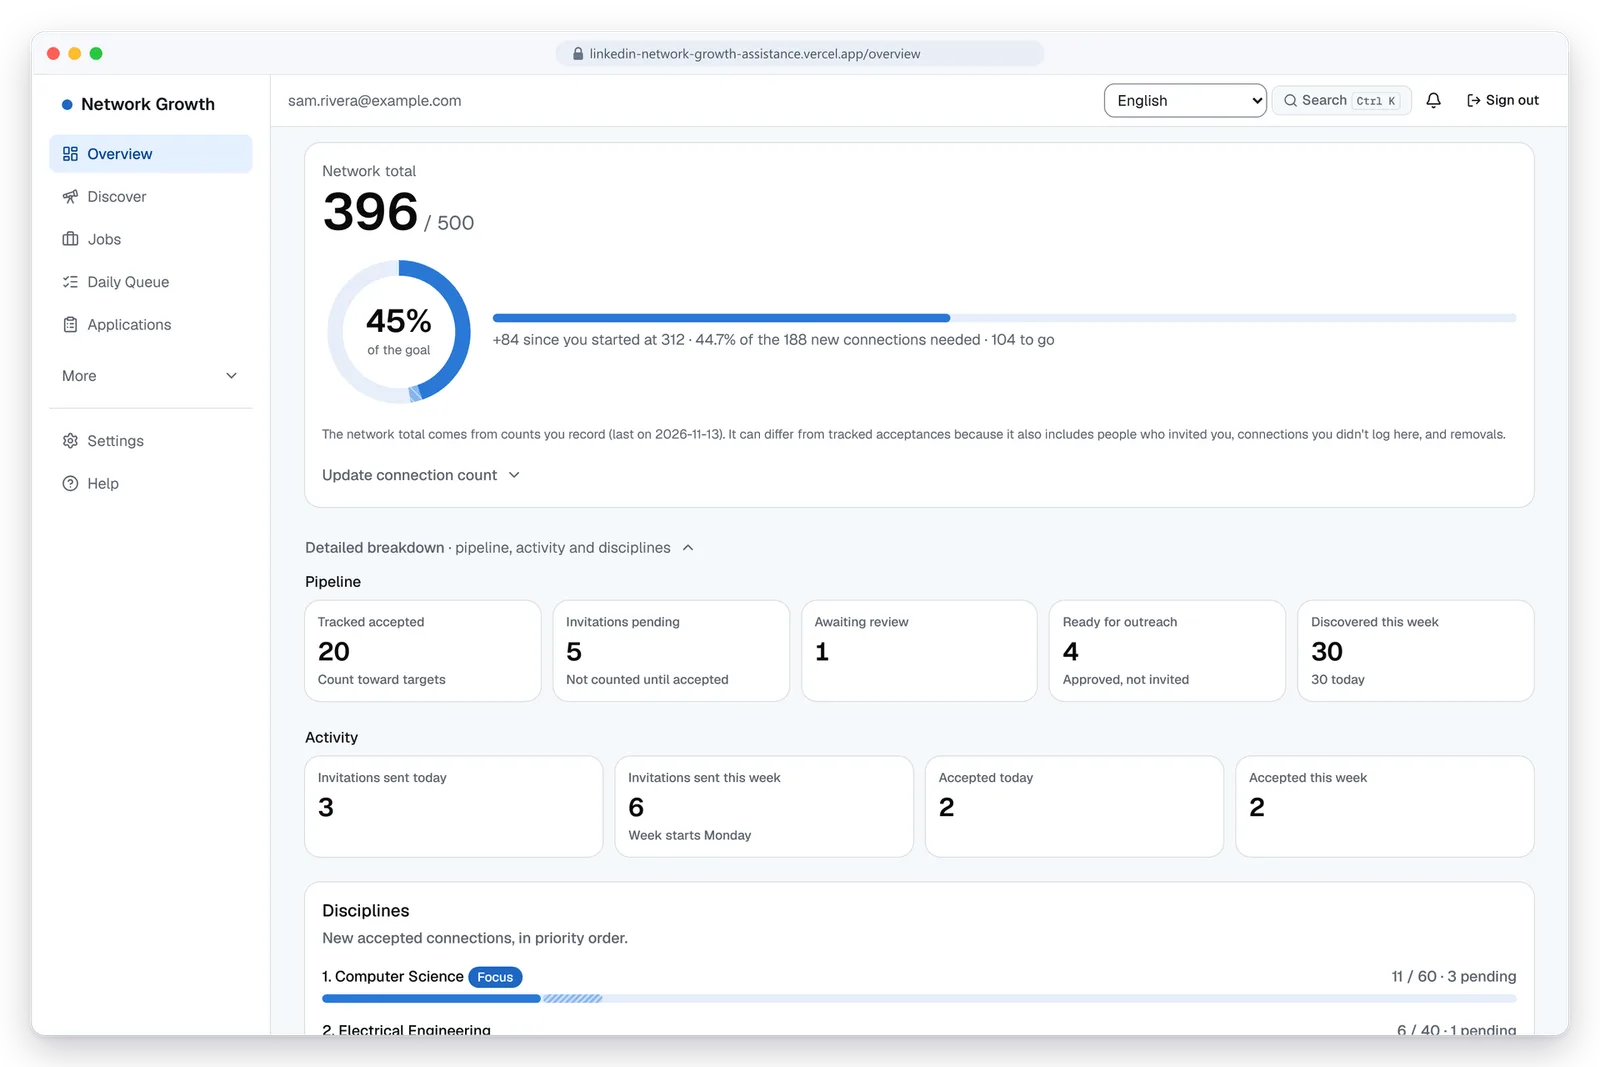 linkedin-network-growth-assistance.vercel.app/overview
Network Growth
sam.rivera@example.com
English
Search Ctrl K
Sign out
Overview
Discover
Jobs
Daily Queue
Applications
More
Settings
Help
Network total
396 / 500
45%
of the goal
+84 since you started at 312 · 44.7% of the 188 new connections needed · 104 to go
The network total comes from counts you record (last on 2026-11-13). It can differ from tracked acceptances because it also includes people who invited you, connections you didn't log here, and removals.
Update connection count
Detailed breakdown · pipeline, activity and disciplines
Pipeline
Tracked accepted
20
Count toward targets
Invitations pending
5
Not counted until accepted
Awaiting review
1
Ready for outreach
4
Approved, not invited
Discovered this week
30
30 today
Activity
Invitations sent today
3
Invitations sent this week
6
Week starts Monday
Accepted today
2
Accepted this week
2
Disciplines
New accepted connections, in priority order.
1. Computer Science Focus
11 / 60 · 3 pending
2. Electrical Engineering
6 / 40 · 1 pending